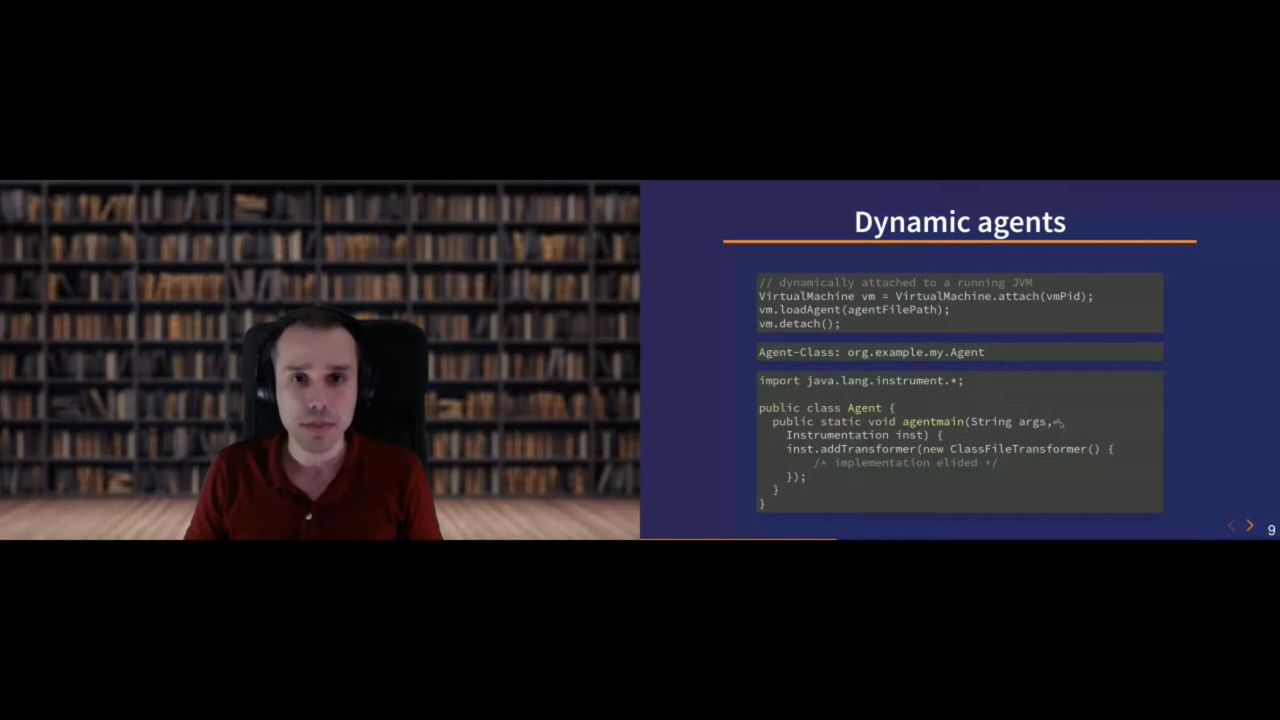 Dynamic agents
// dynamically attached to a running JVM
VirtualMachine vm = VirtualMachine.attach(vmPid);
vm.loadAgent(agentFilePath);
vm.detach();
Agent-Class: org.example.my.Agent
import java.lang.instrument.*;
public class Agent {
public static void agentmain(String args,↩
Instrumentation inst) {
inst.addTransformer(new ClassFileTransformer() {
/* implementation elided */
});
}
}
9